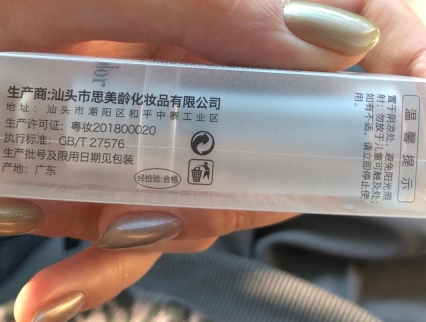 生产商:汕头市思美龄化妆品有限公司
地址:汕头市潮阳区和平中寨工业区
生产许可证:粤妆201800020
执行标准:GB/T 27576
生产批号及限用日期见包装
产地:广东
经检验:合格
温馨提示
置于阴凉处,避免阳光照
射;勿放于儿童可触及处;
如有不适,请立即停止使
用。